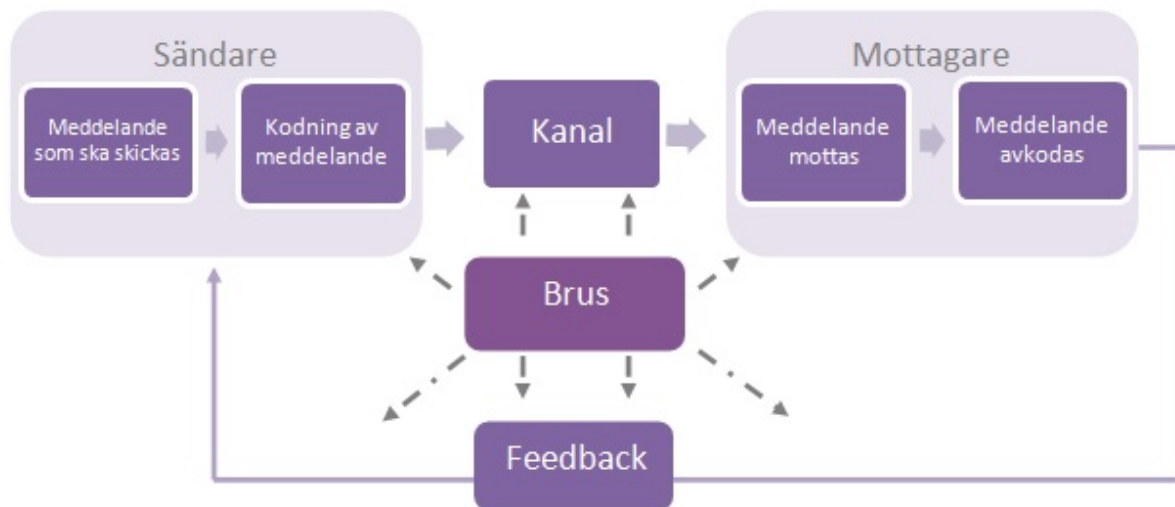 Sändare
Meddelande
som ska skickas
Kodning av
meddelande
Kanal
Mottagare
Meddelande
mottas
Meddelande
avkodas
Brus
Feedback